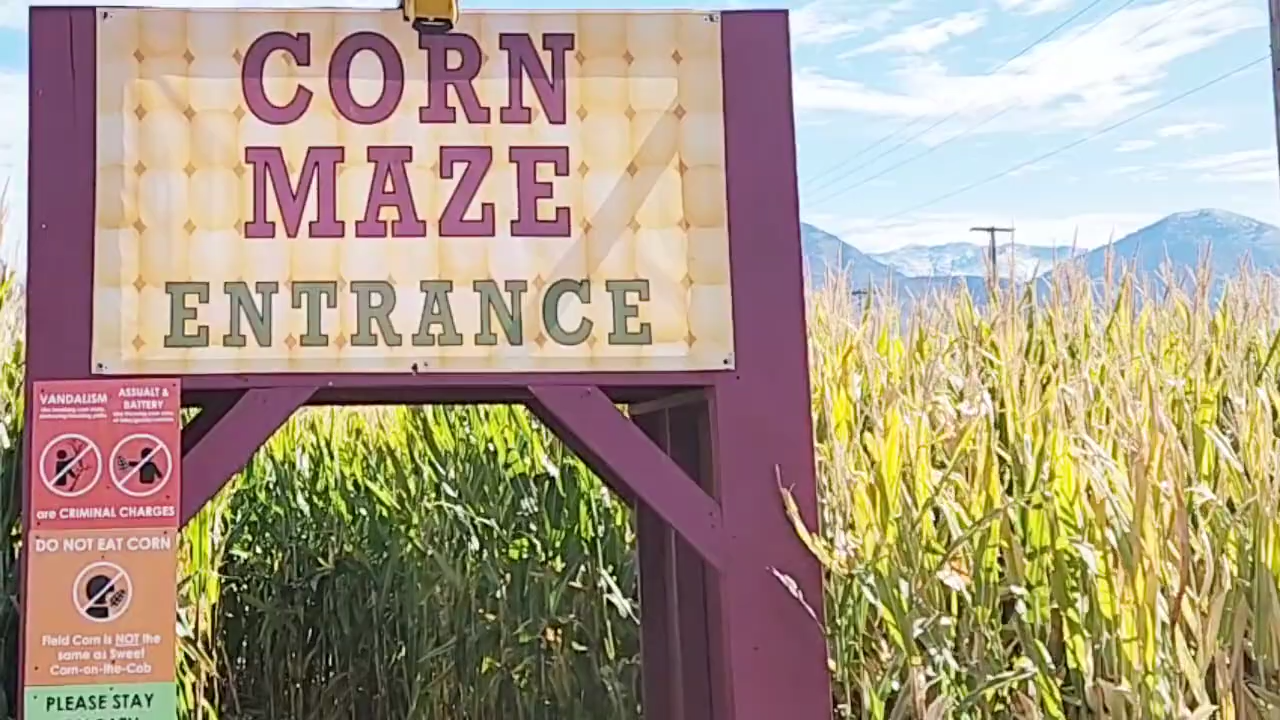 CORN
MAZE
ENTRANCE
VANDALISM
ASSUALT &
BATTERY
are CRIMINAL CHARGES
DO NOT EAT CORN
Field Corn is NOT the
same as Sweet
Corn-on-the-Cob
PLEASE STAY